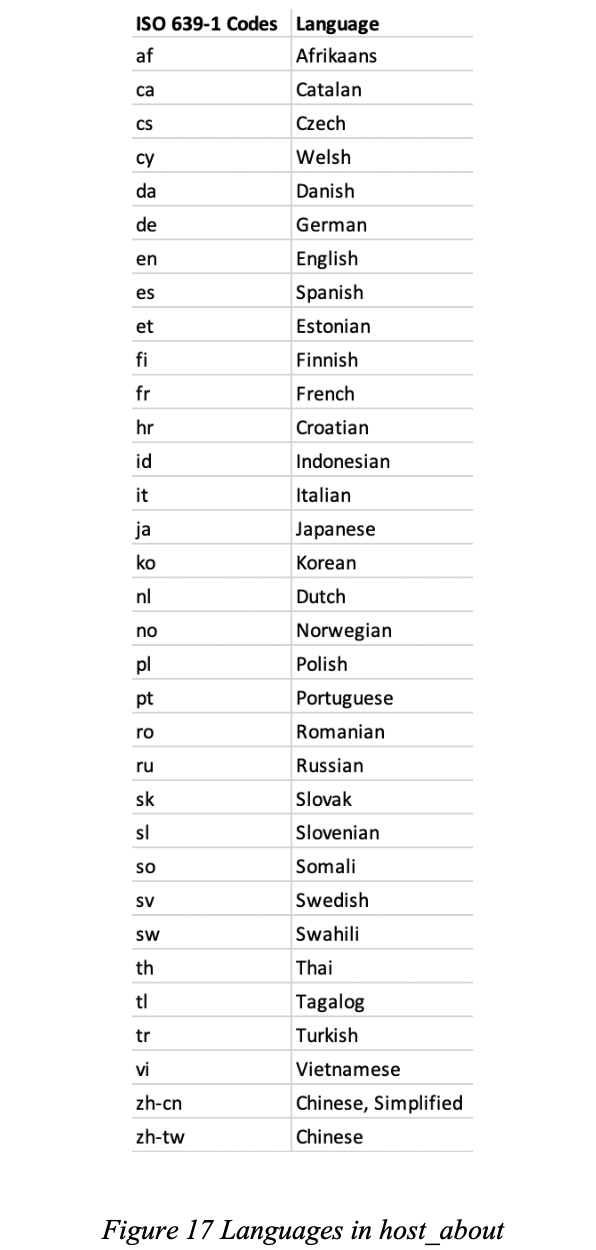 ISO 639-1 Codes Language
af Afrikaans
ca Catalan
cs Czech
cy Welsh
da Danish
de German
en English
es Spanish
et Estonian
fi Finnish
fr French
hr Croatian
id Indonesian
it Italian
ja Japanese
ko Korean
nl Dutch
no Norwegian
pl Polish
pt Portuguese
ro Romanian
ru Russian
sk Slovak
sl Slovenian
so Somali
sv Swedish
sw Swahili
th Thai
tl Tagalog
tr Turkish
vi Vietnamese
zh-cn Chinese, Simplified
zh-tw Chinese
Figure 17 Languages in host_about